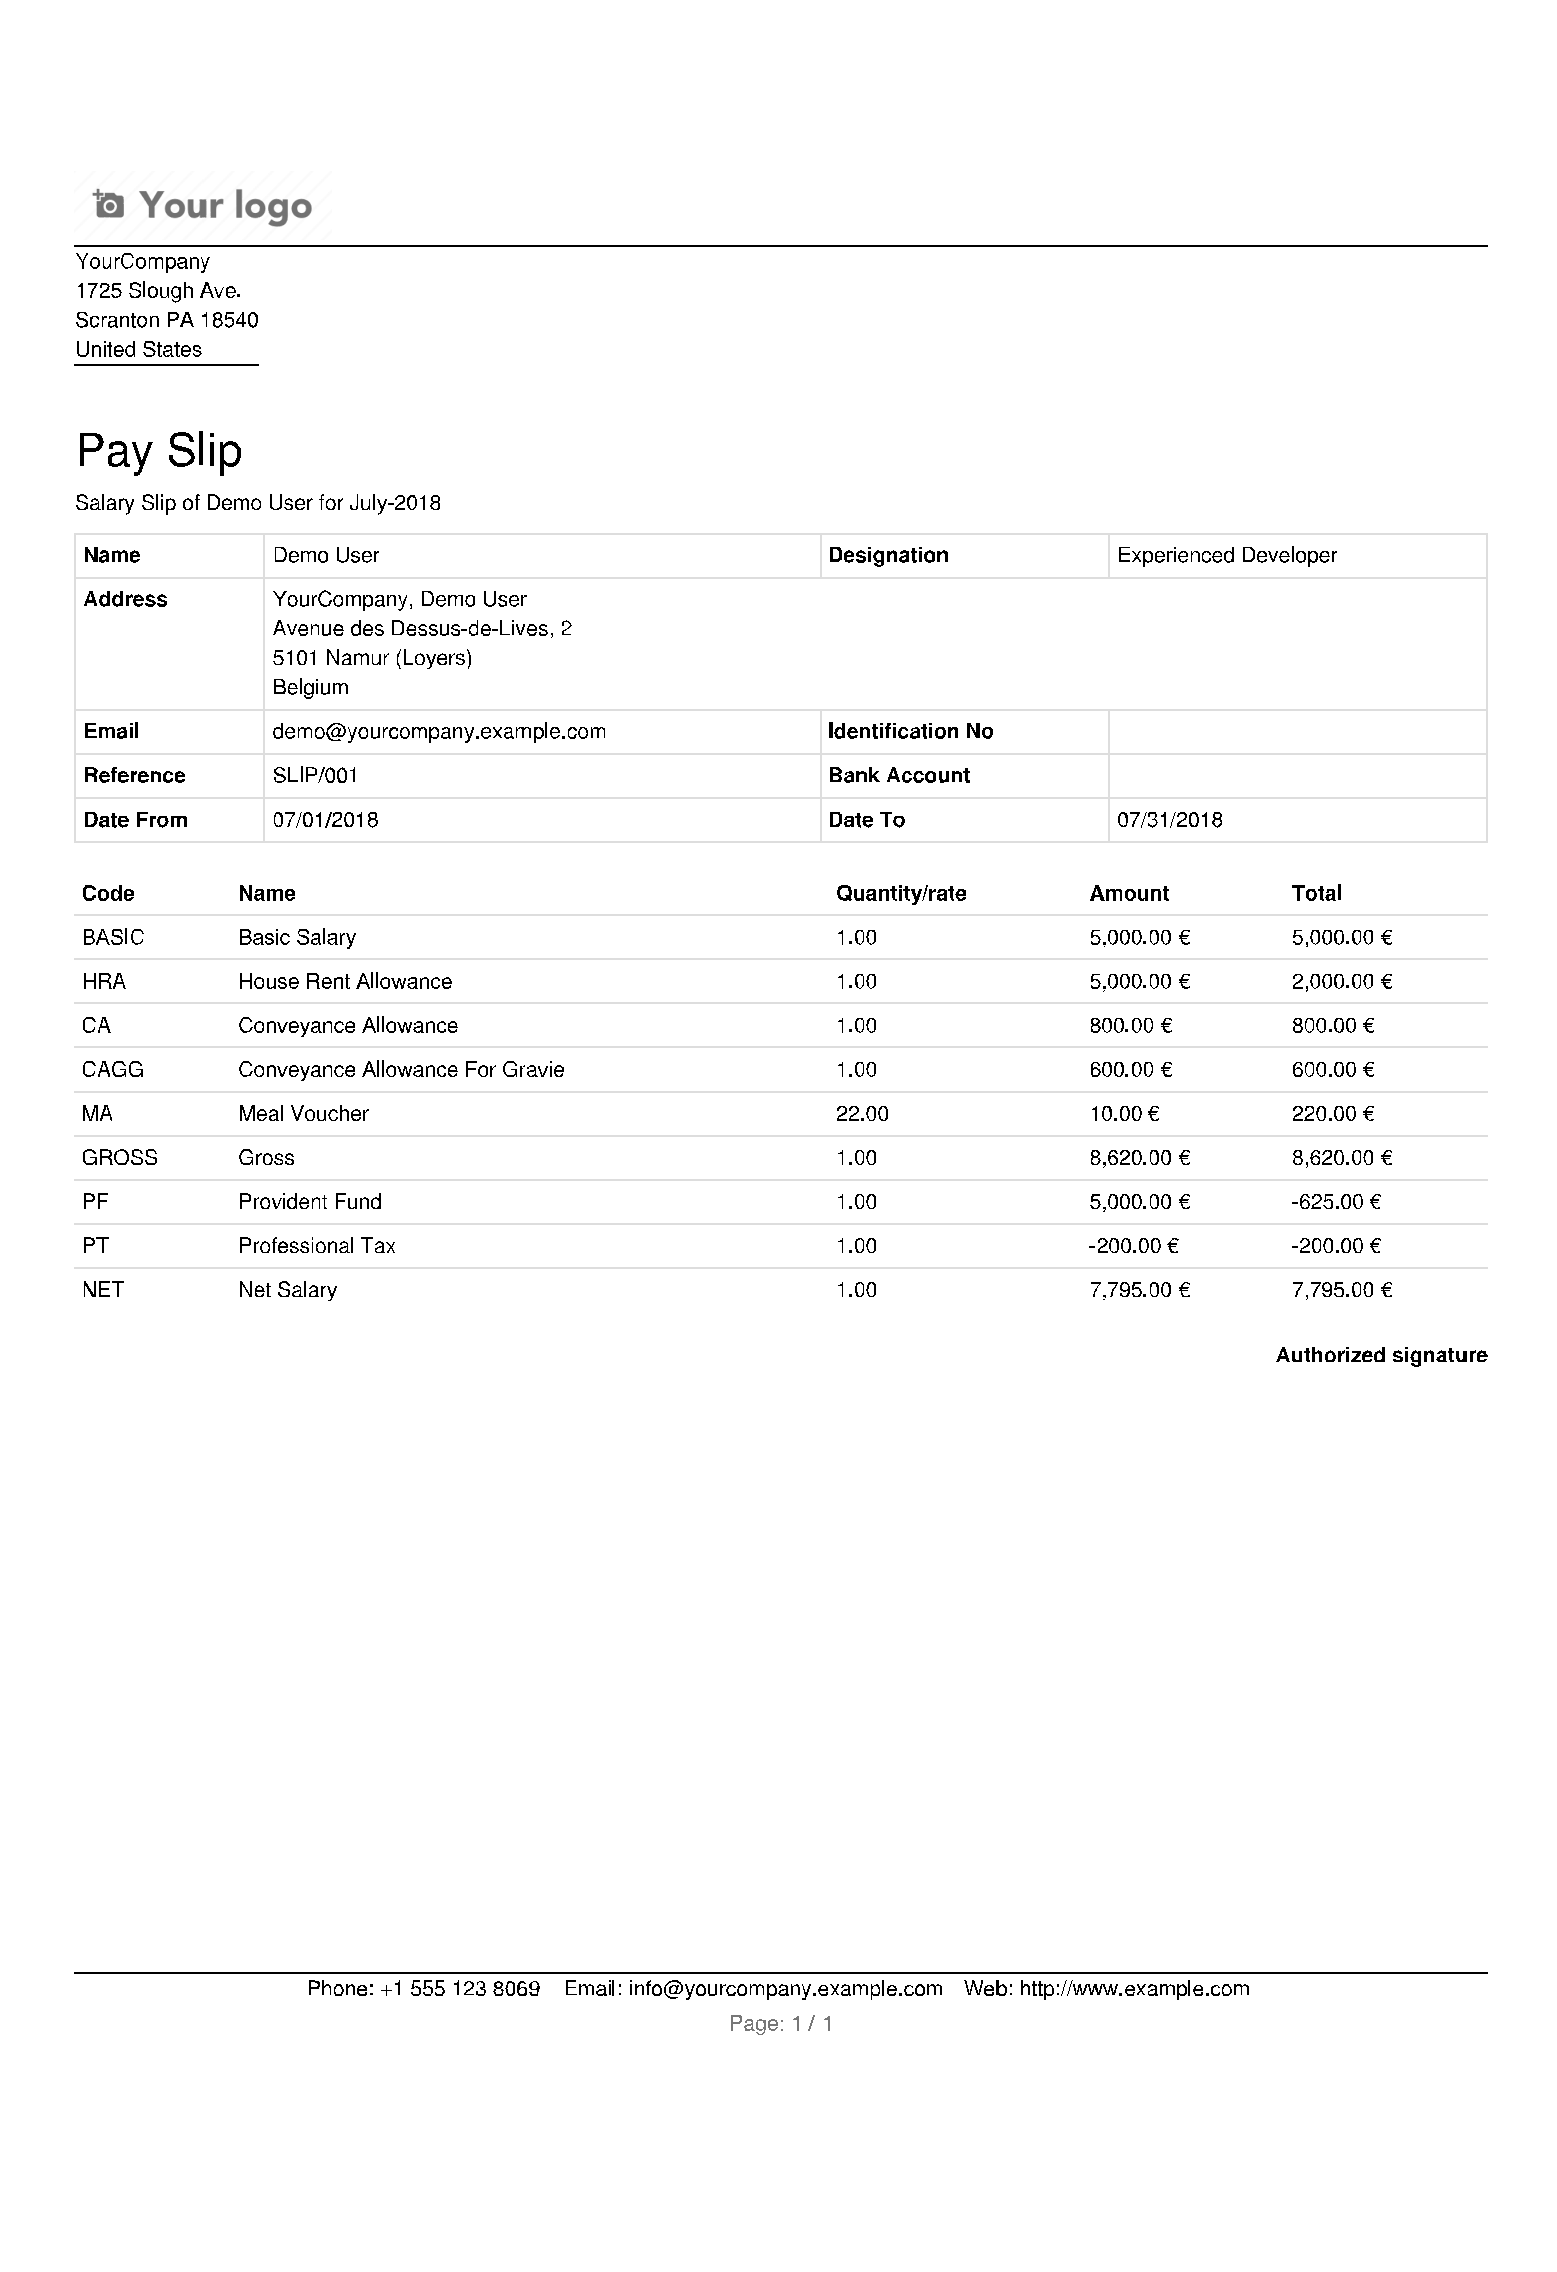 Your logo
YourCompany
1725 Slough Ave.
Scranton PA 18540
United States
Pay Slip
Salary Slip of Demo User for July-2018
Name Demo User Designation Experienced Developer
Address YourCompany, Demo User
Avenue des Dessus-de-Lives, 2
5101 Namur (Loyers)
Belgium
Email demo@yourcompany.example.com Identification No
Reference SLIP/001 Bank Account
Date From 07/01/2018 Date To 07/31/2018
Code Name Quantity/rate Amount Total
BASIC Basic Salary 1.00 5,000.00 € 5,000.00 €
HRA House Rent Allowance 1.00 5,000.00 € 2,000.00 €
CA Conveyance Allowance 1.00 800.00 € 800.00 €
CAGG Conveyance Allowance For Gravie 1.00 600.00 € 600.00 €
MA Meal Voucher 22.00 10.00 € 220.00 €
GROSS Gross 1.00 8,620.00 € 8,620.00 €
PF Provident Fund 1.00 5,000.00 € -625.00 €
PT Professional Tax 1.00 -200.00 € -200.00 €
NET Net Salary 1.00 7,795.00 € 7,795.00 €
Authorized signature
Phone: +1 555 123 8069 Email: info@yourcompany.example.com Web: http://www.example.com
Page: 1 / 1